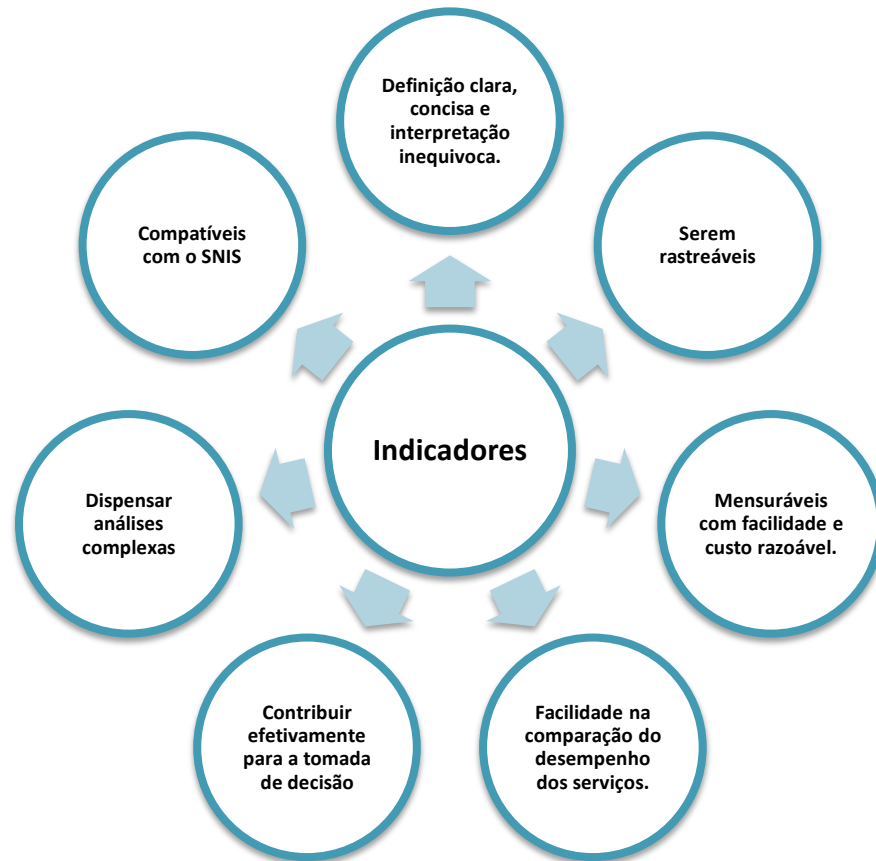 Definição clara,
concisa e
interpretação
inequivoca.
Compatíveis
com o SNIS
Serem
rastreáveis
Indicadores
Dispensar
análises
complexas
Mensuráveis
com facilidade e
custo razoável.
Contribuir
efetivamente
para a tomada
de decisão
Facilidade na
comparação do
desempenho
dos serviços.